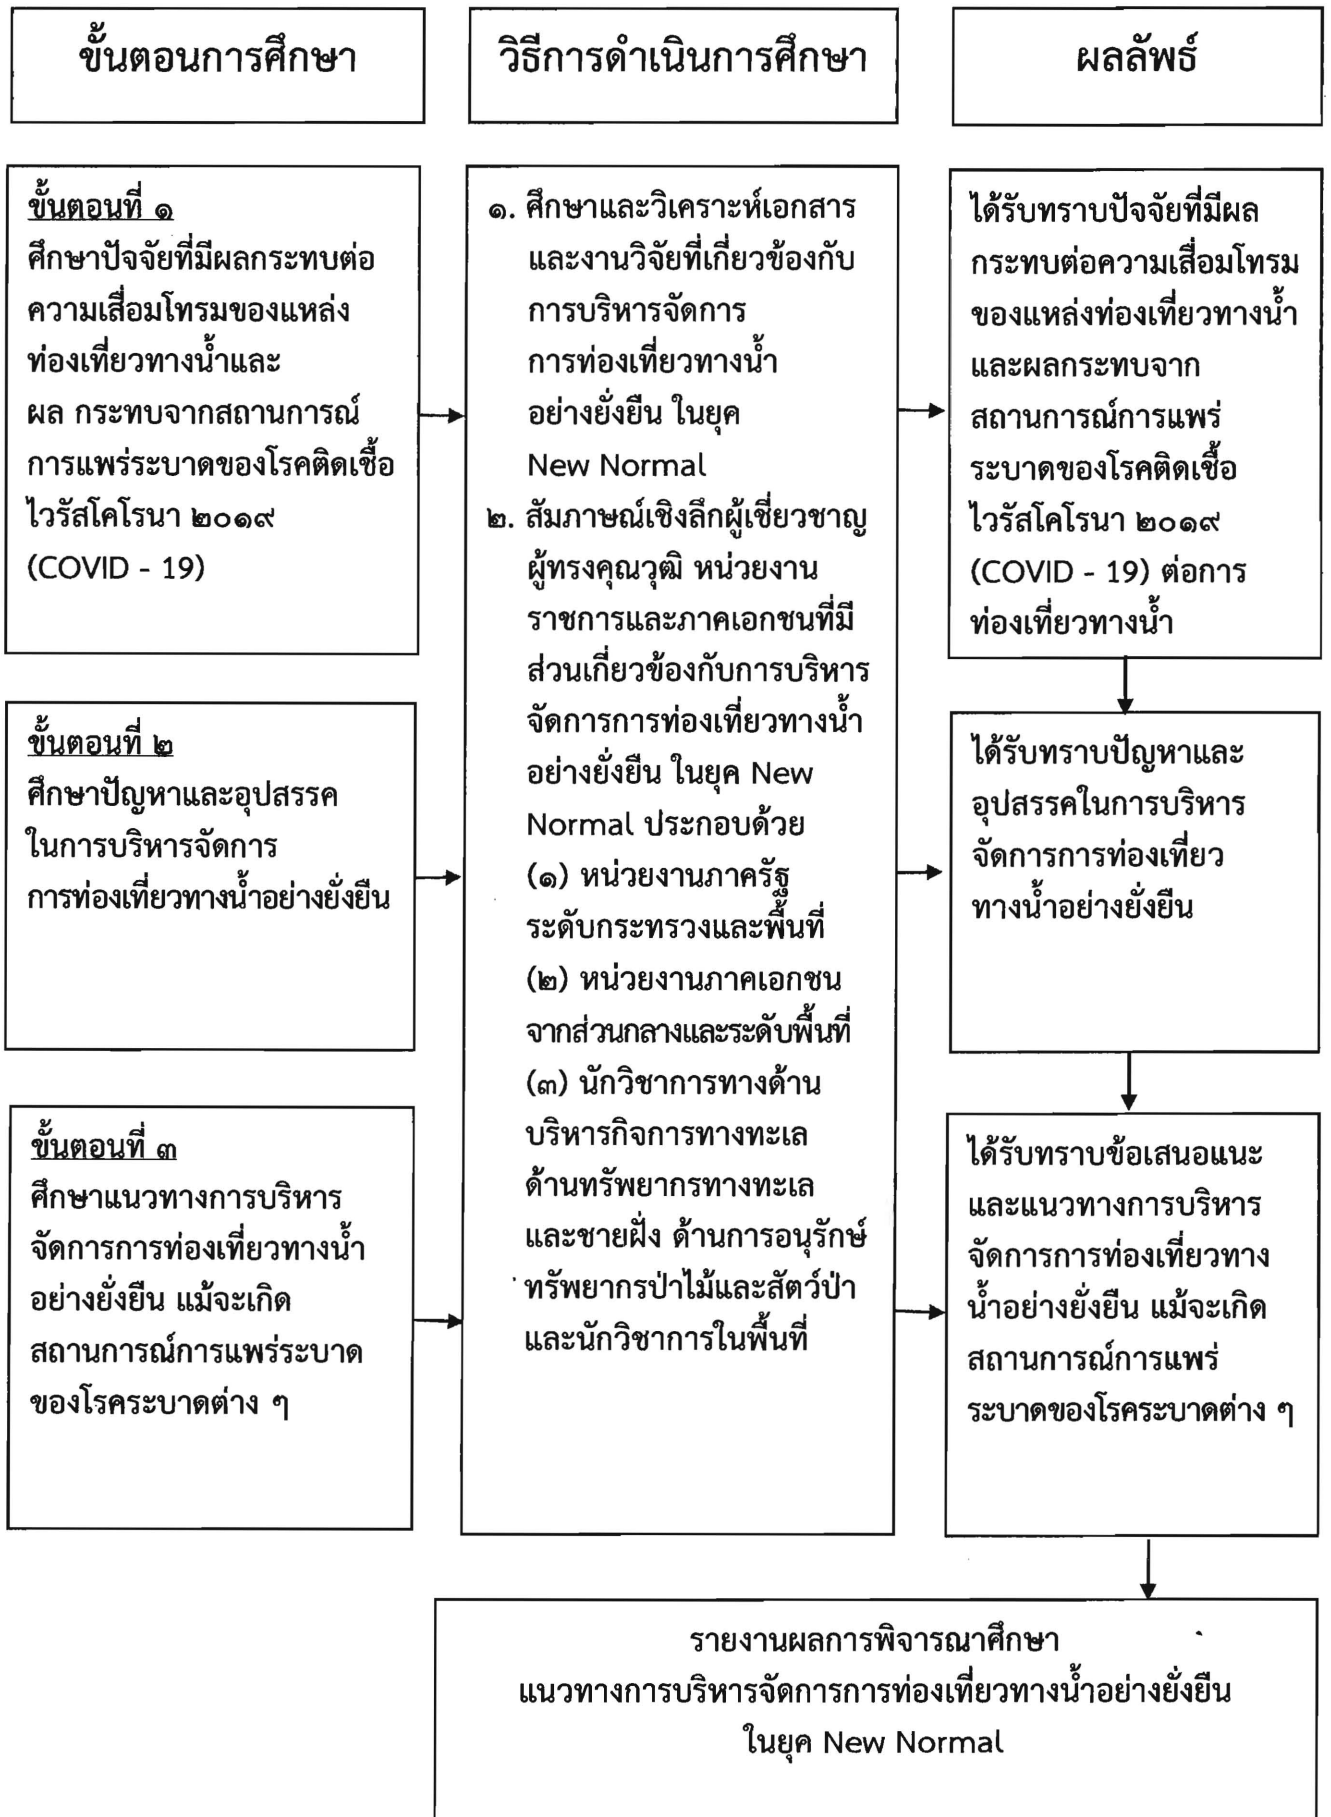 ขั้นตอนการศึกษา
วิธีการดำเนินการศึกษา
ผลลัพธ์
ขั้นตอนที่ ๑
ศึกษาปัจจัยที่มีผลกระทบต่อ
ความเสื่อมโทรมของแหล่ง
ท่องเที่ยวทางน้ำและ
ผล กระทบจากสถานการณ์
การแพร่ระบาดของโรคติดเชื้อ
ไวรัสโคโรนา ๒๐๑๙
(COVID - 19)
ขั้นตอนที่ ๒
ศึกษาปัญหาและอุปสรรค
ในการบริหารจัดการ
การท่องเที่ยวทางน้ำอย่างยั่งยืน
ขั้นตอนที่ ๓
ศึกษาแนวทางการบริหาร
จัดการการท่องเที่ยวทางน้ำ
อย่างยั่งยืน แม้จะเกิด
สถานการณ์การแพร่ระบาด
ของโรคระบาดต่าง ๆ
๑. ศึกษาและวิเคราะห์เอกสาร
และงานวิจัยที่เกี่ยวข้องกับ
การบริหารจัดการ
การท่องเที่ยวทางน้ำ
อย่างยั่งยืน ในยุค
New Normal
๒. สัมภาษณ์เชิงลึกผู้เชี่ยวชาญ
ผู้ทรงคุณวุฒิ หน่วยงาน
ราชการและภาคเอกชนที่มี
ส่วนเกี่ยวข้องกับการบริหาร
จัดการการท่องเที่ยวทางน้ำ
อย่างยั่งยืน ในยุค New
Normal ประกอบด้วย
(๑) หน่วยงานภาครัฐ
ระดับกระทรวงและพื้นที่
(๒) หน่วยงานภาคเอกชน
จากส่วนกลางและระดับพื้นที่
(๓) นักวิชาการทางด้าน
บริหารกิจการทางทะเล
ด้านทรัพยากรทางทะเล
และชายฝั่ง ด้านการอนุรักษ์
ทรัพยากรป่าไม้และสัตว์ป่า
และนักวิชาการในพื้นที่
ได้รับทราบปัจจัยที่มีผล
กระทบต่อความเสื่อมโทรม
ของแหล่งท่องเที่ยวทางน้ำ
และผลกระทบจาก
สถานการณ์การแพร่
ระบาดของโรคติดเชื้อ
ไวรัสโคโรนา ๒๐๑๙
(COVID - 19) ต่อการ
ท่องเที่ยวทางน้ำ
ได้รับทราบปัญหาและ
อุปสรรคในการบริหาร
จัดการการท่องเที่ยว
ทางน้ำอย่างยั่งยืน
ได้รับทราบข้อเสนอแนะ
และแนวทางการบริหาร
จัดการการท่องเที่ยวทาง
น้ำอย่างยั่งยืน แม้จะเกิด
สถานการณ์การแพร่
ระบาดของโรคระบาดต่าง ๆ
รายงานผลการพิจารณาศึกษา
แนวทางการบริหารจัดการการท่องเที่ยวทางน้ำอย่างยั่งยืน
ในยุค New Normal